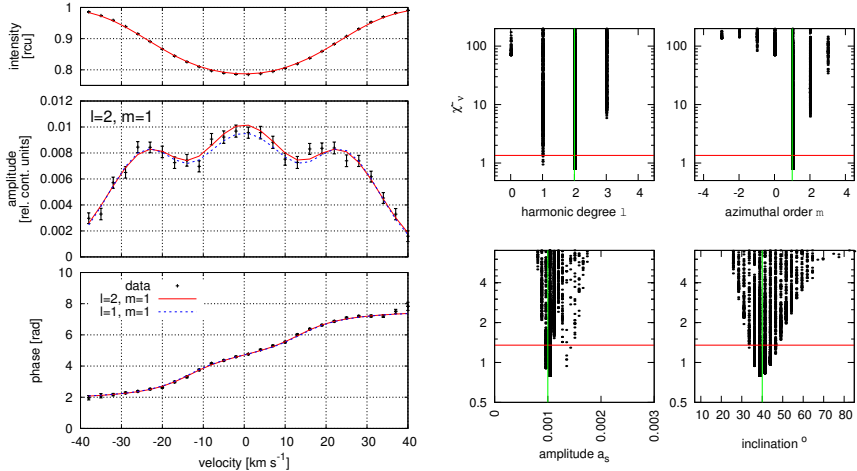 intensity
[rcu]
1
0.9
0.8
amplitude
[rel. cont. units]
0.012
0.01
0.008
0.006
0.004
0.002
0
l=2, m=1
phase [rad]
10
8
6
4
2
0
data
l=2, m=1
l=1, m=1
-40 -30 -20 -10 0 10 20 30 40
velocity [km s-1]
χν
100
10
1
0 1 2 3 4
harmonic degree l
100
10
1
-4 -2 0 2 4
azimuthal order m
4
2
1
0.5
0 0.001 0.002 0.003
amplitude as
4
2
1
0.5
10 20 30 40 50 60 70 80
inclination o